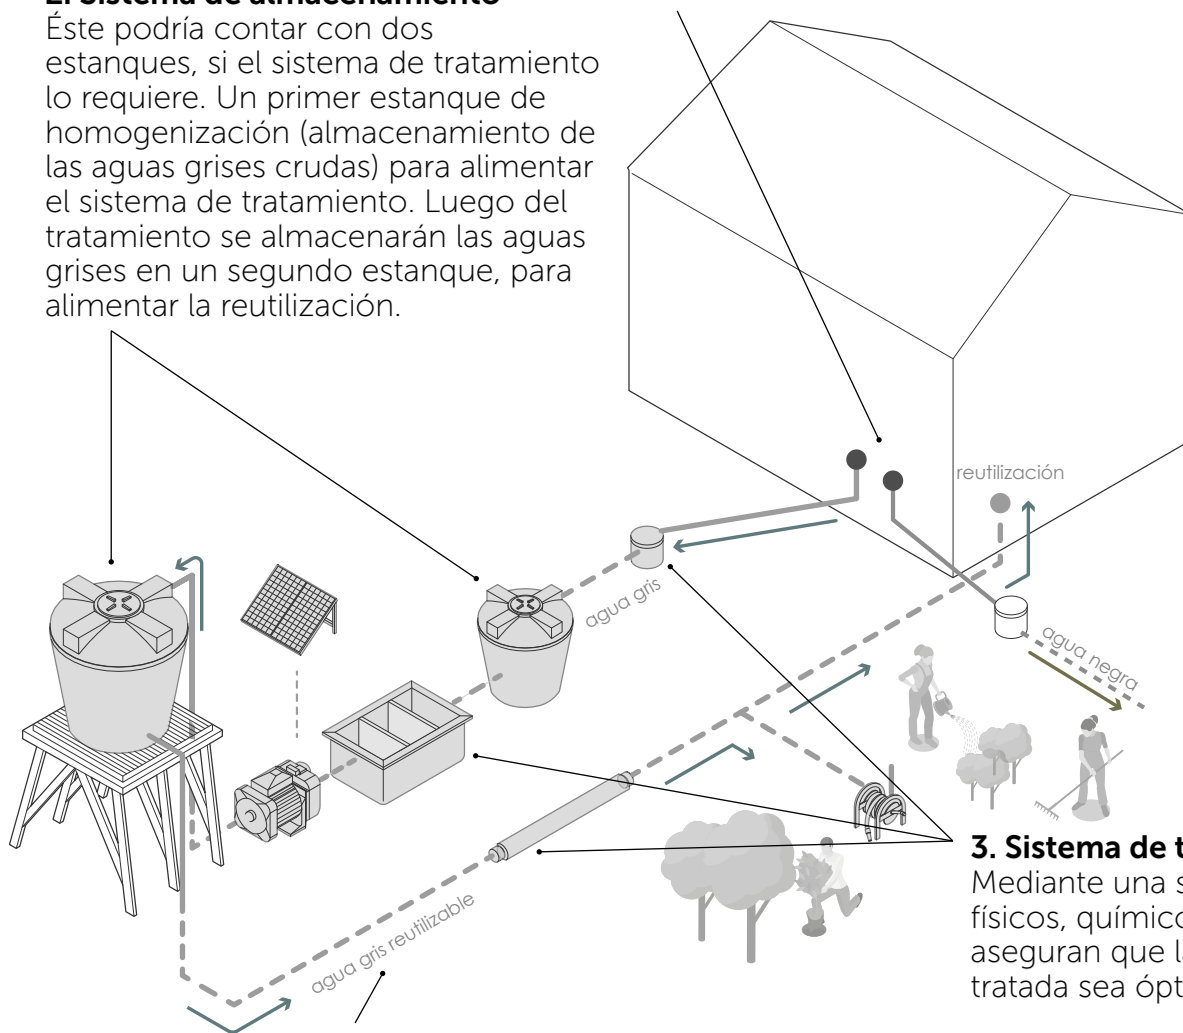 2. Sistema de almacenamiento
Éste podría contar con dos
estanques, si el sistema de tratamiento
lo requiere. Un primer estanque de
homogenización (almacenamiento de
las aguas grises crudas) para alimentar
el sistema de tratamiento. Luego del
tratamiento se almacenarán las aguas
grises en un segundo estanque, para
alimentar la reutilización.
reutilización
agua gris
agua negra
agua gris reutilizable
3. Sistema de t
Mediante una s
físicos, químico
aseguran que l
tratada sea ópt